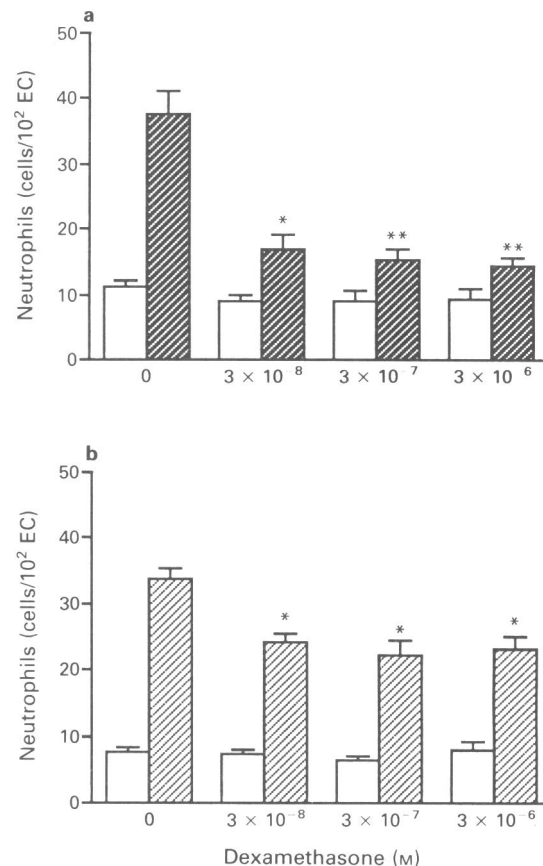 a
Neutrophils (cells/10² EC)
50
40
30
20
10
0
*
**
**
0
3 × 10⁻⁸
3 × 10⁻⁷
3 × 10 ⁶
b
Neutrophils (cells/10² EC)
50
40
30
20
10
0
*
*
*
0
3 × 10⁻⁸
3 × 10⁻⁷
3 × 10⁻⁶
Dexamethasone (M)